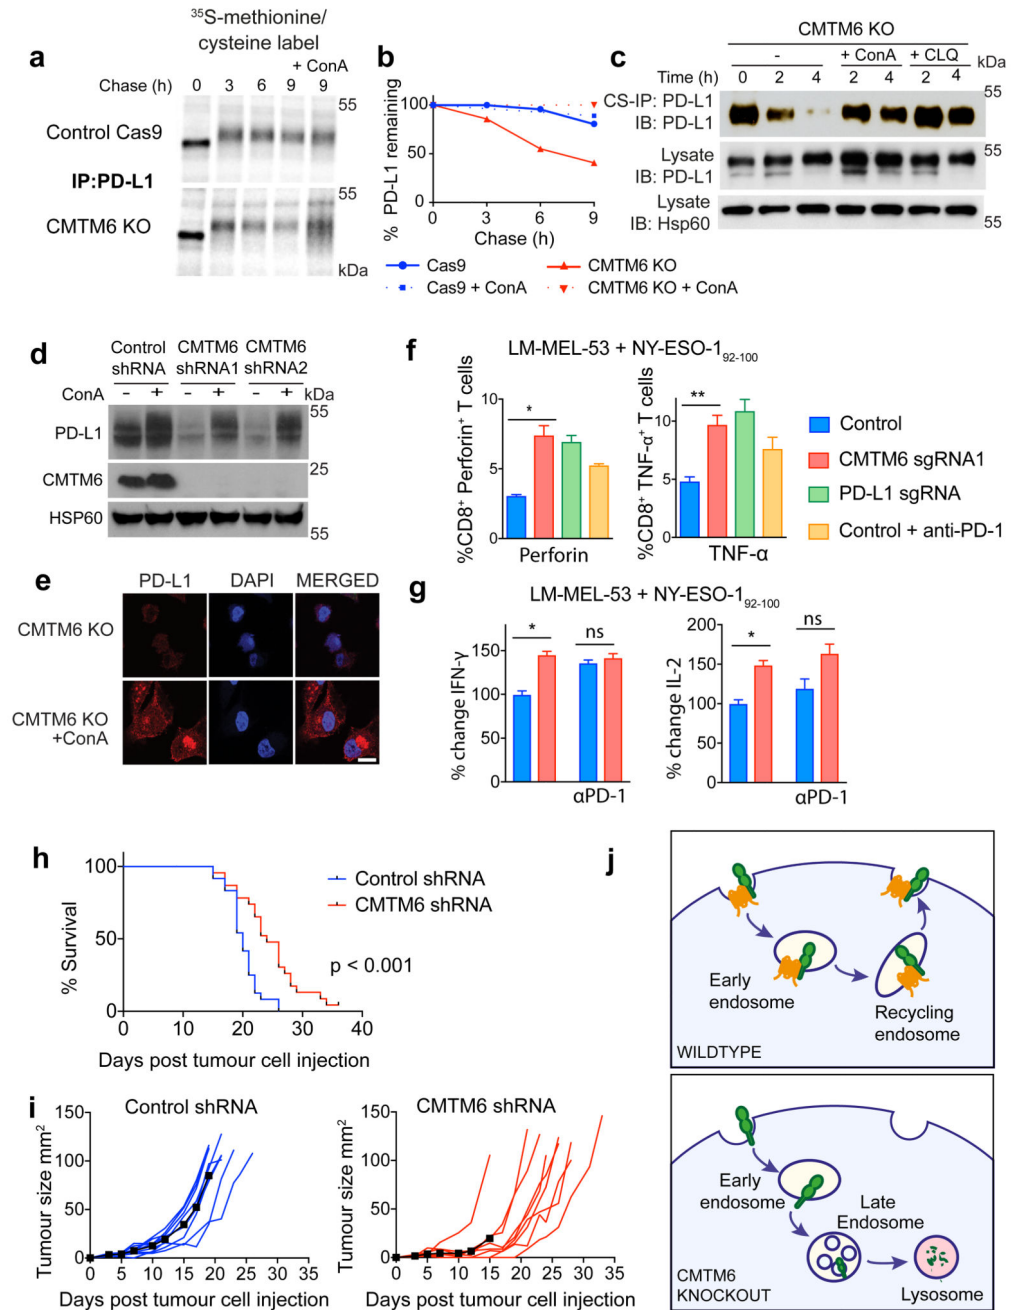 a
³⁵S-methionine/
cysteine label
+ ConA
Chase (h) 0 3 6 9 9
55
Control Cas9
IP:PD-L1
55
CMTM6 KO
kDa
b
% PD-L1 remaining
100
50
0
0 3 6 9
Chase (h)
Cas9
CMTM6 KO
Cas9 + ConA
CMTM6 KO + ConA
c
CMTM6 KO
- + ConA + CLQ kDa
Time (h) 0 2 4 2 4 2 4
CS-IP: PD-L1
IB: PD-L1
55
Lysate
IB: PD-L1
55
Lysate
IB: Hsp60
55
d
Control shRNA
CMTM6 shRNA1
CMTM6 shRNA2
kDa
ConA - + - + - +
55
PD-L1
25
CMTM6
HSP60
55
e
PD-L1 DAPI MERGED
CMTM6 KO
CMTM6 KO
+ConA
f
LM-MEL-53 + NY-ESO-1₉₂₋₁₀₀
%CD8⁺ Perforin⁺ T cells
10
5
0
*
Perforin
%CD8⁺ TNF-α⁺ T cells
10
5
0
**
TNF-α
Control
CMTM6 sgRNA1
PD-L1 sgRNA
Control + anti-PD-1
g
LM-MEL-53 + NY-ESO-1₉₂₋₁₀₀
% change IFN-γ
150
100
50
0
* ns
αPD-1
% change IL-2
200
150
100
50
0
* ns
αPD-1
h
% Survival
100
50
0
0 10 20 30 40
Days post tumour cell injection
Control shRNA
CMTM6 shRNA
p < 0.001
i
Control shRNA
Tumour size mm²
150
100
50
0
0 5 10 15 20 25 30 35
Days post tumour cell injection
CMTM6 shRNA
Tumour size mm²
150
100
50
0
0 5 10 15 20 25 30 35
Days post tumour cell injection
j
Early
endosome
Recycling
endosome
WILDTYPE
Early
endosome
Late
Endosome
CMTM6
KNOCKOUT
Lysosome